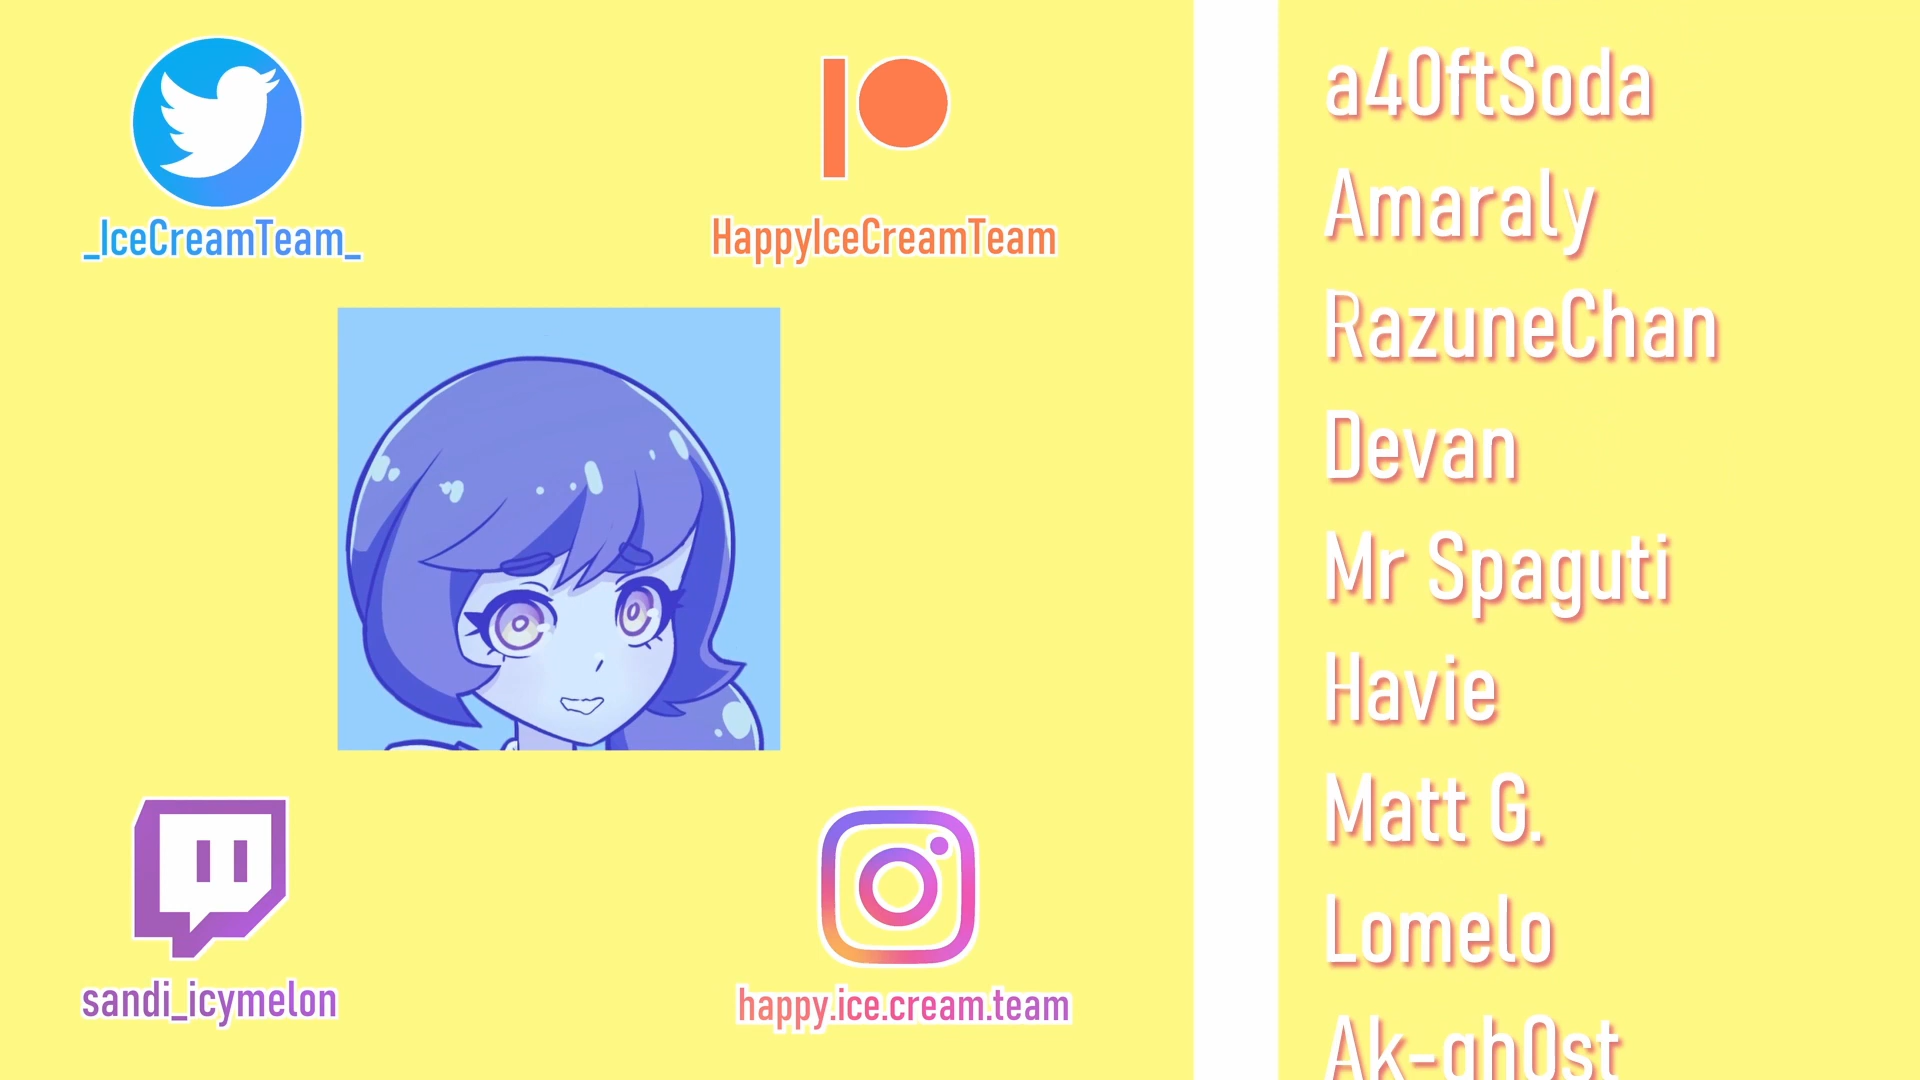 _IceCreamTeam_
HappyIceCreamTeam
sandi_icymelon
happy.ice.cream.team
a40ftSoda
Amaraly
RazuneChan
Devan
Mr Spaguti
Havie
Matt G.
Lomelo
Ak-gh0st